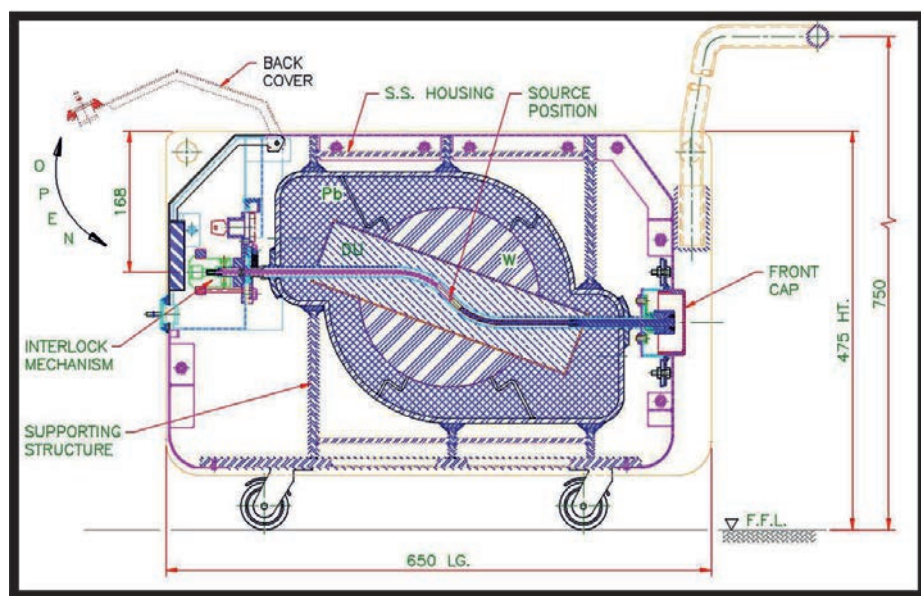 BACK
COVER
S.S. HOUSING
SOURCE
POSITION
OPEN
168
Pb
DU
W
FRONT
CAP
INTERLOCK
MECHANISM
SUPPORTING
STRUCTURE
475 HT.
750
F.F.L.
650 LG.